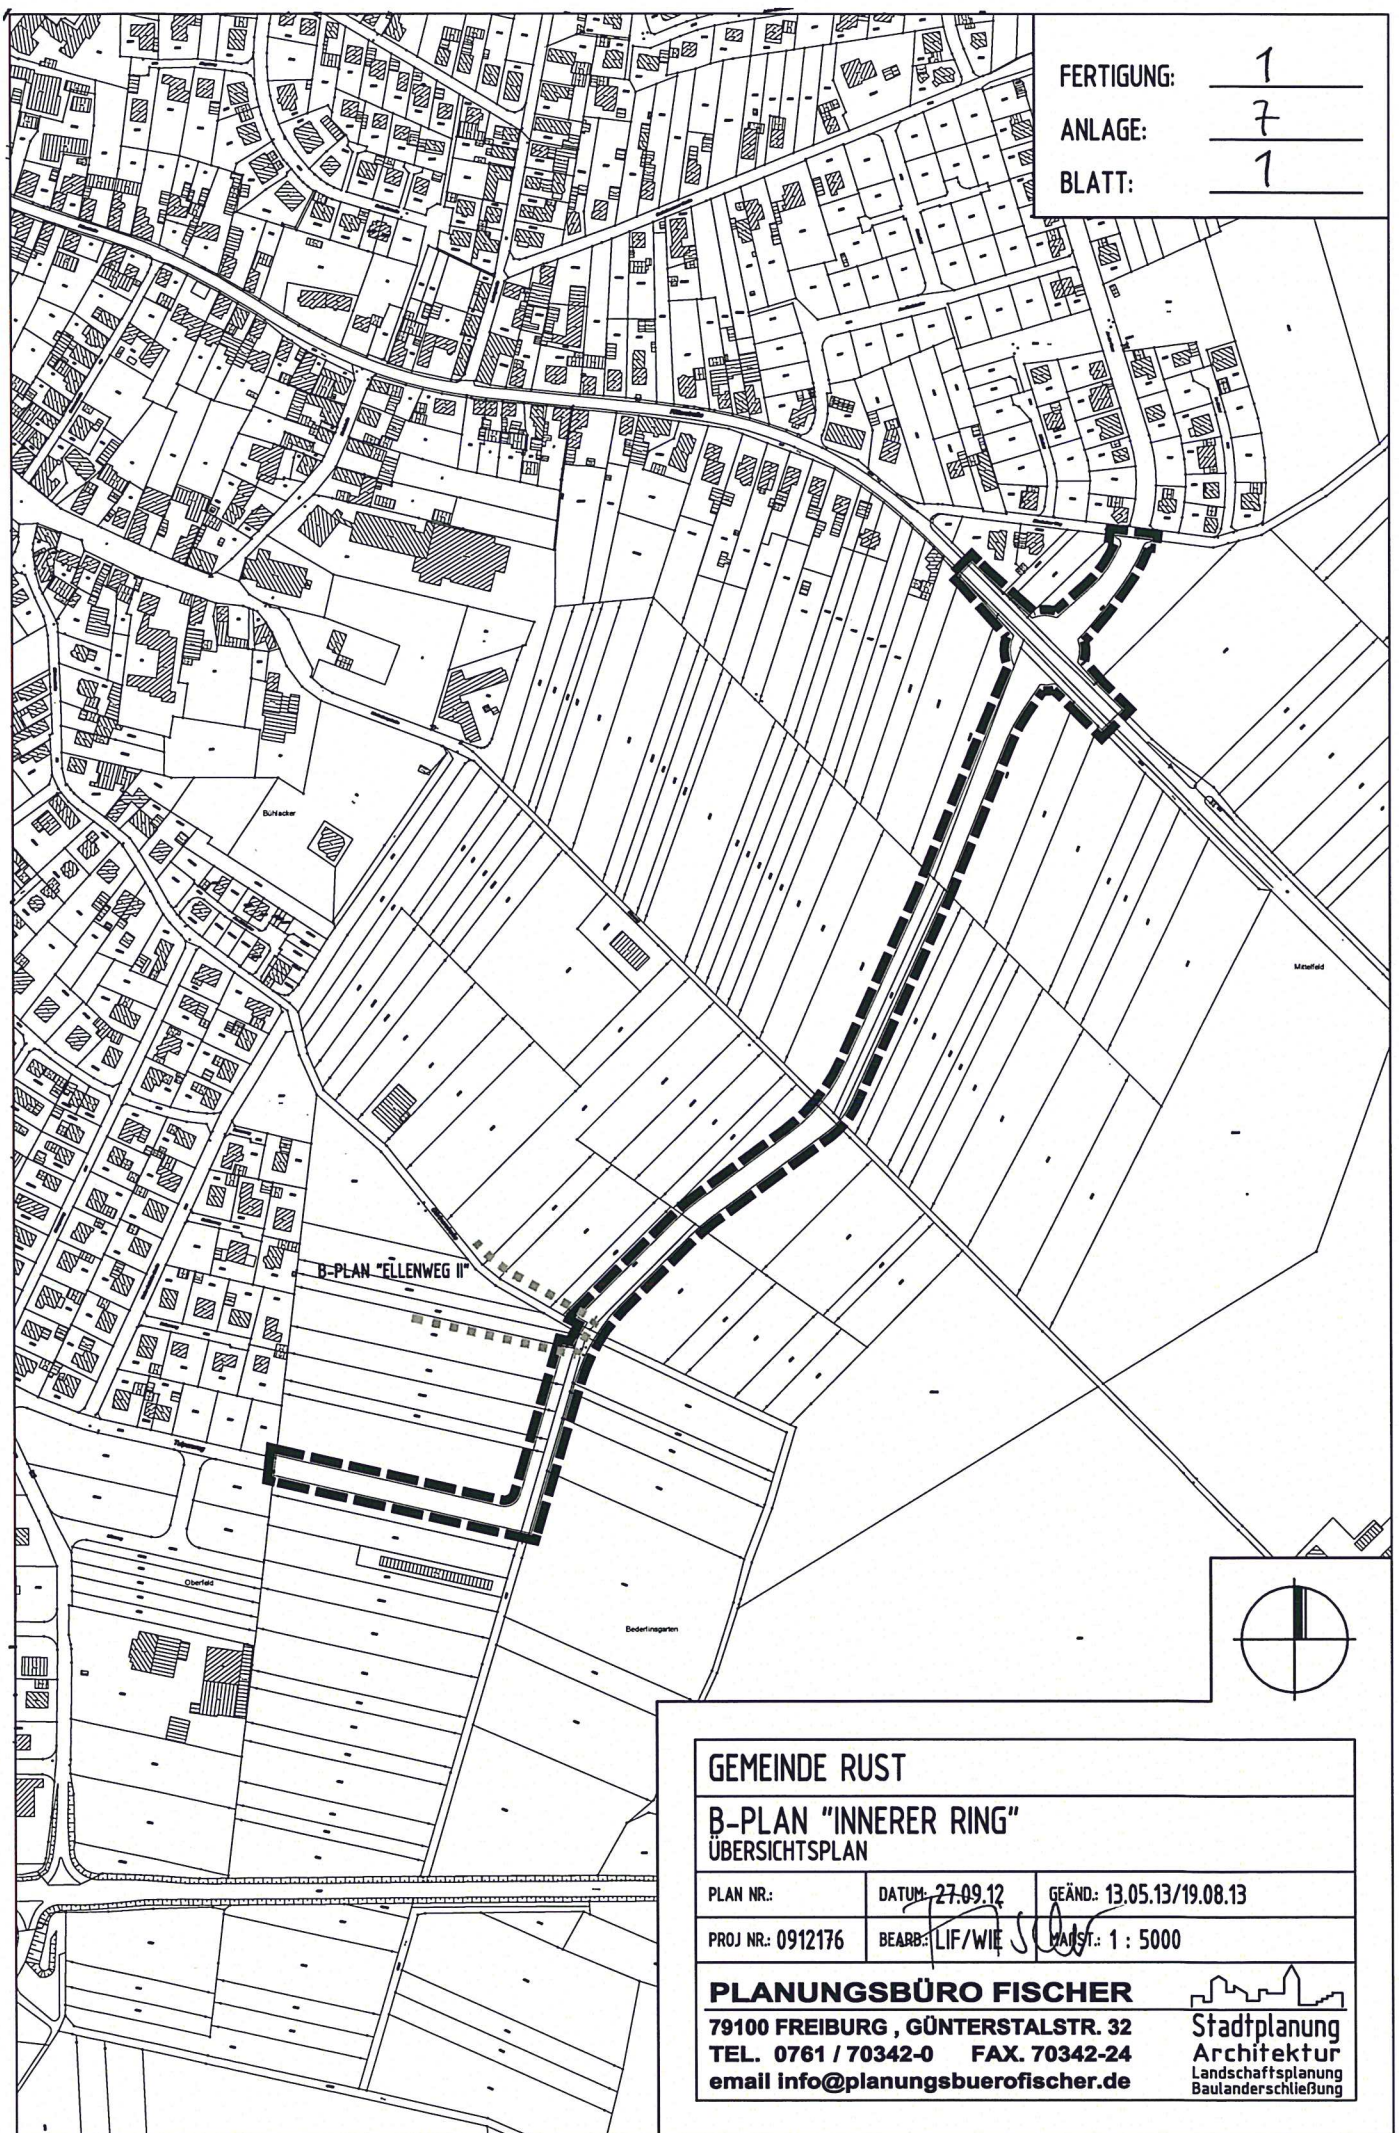 FERTIGUNG: 1
ANLAGE: 7
BLATT: 1
Bühlacker
Mittelfeld
B-PLAN "ELLENWEG II"
Oberfeld
GEMEINDE RUST
B-PLAN "INNERER RING"
ÜBERSICHTSPLAN
PLAN NR.: DATUM: 27.09.12 GEÄND.: 13.05.13/19.08.13
PROJ NR.: 0912176 BEARB.: LIF/WIE MAßST.: 1 : 5000
PLANUNGSBÜRO FISCHER
79100 FREIBURG , GÜNTERSTALSTR. 32
TEL. 0761 / 70342-0 FAX. 70342-24
email info@planungsbuerofischer.de
Stadtplanung
Architektur
Landschaftsplanung
Baulanderschließung